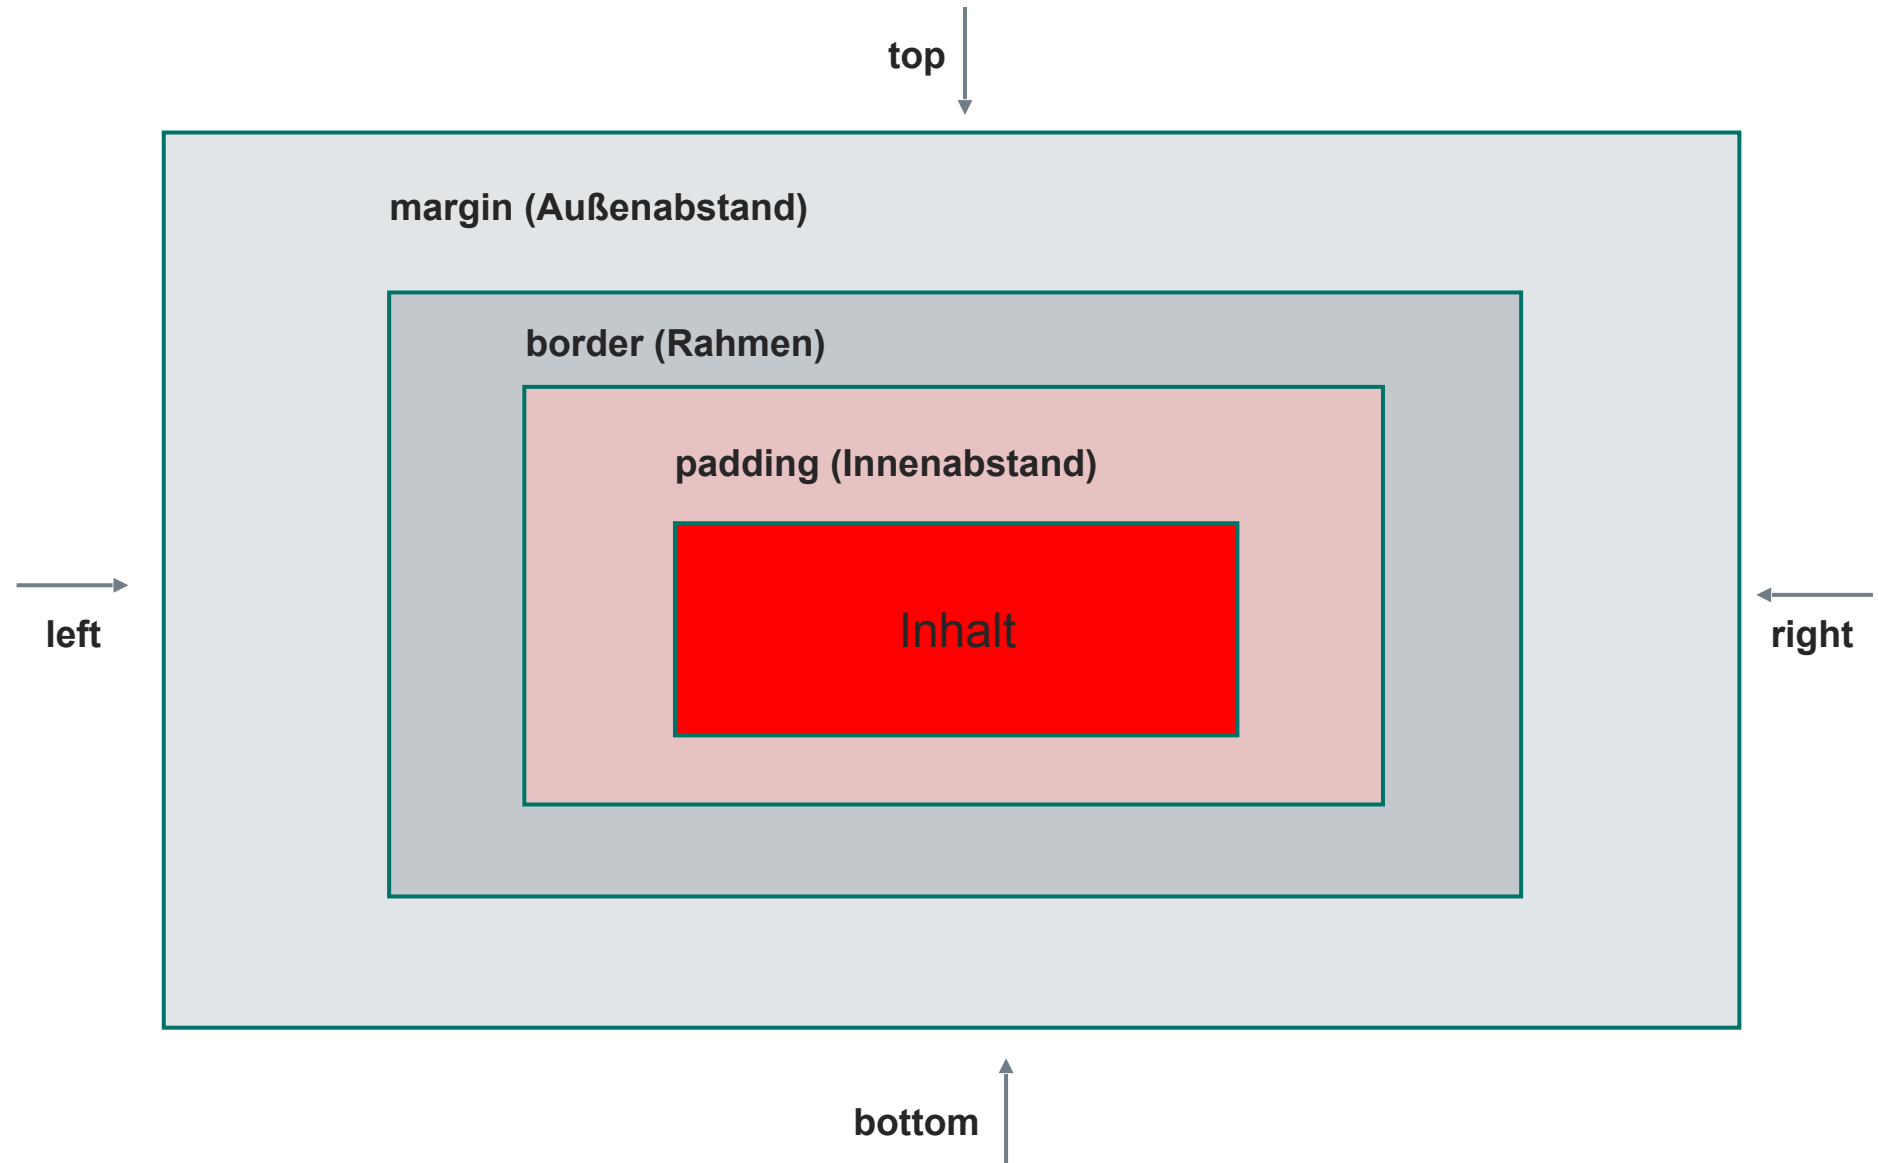 top
margin (Außenabstand)
border (Rahmen)
padding (Innenabstand)
Inhalt
left
right
bottom